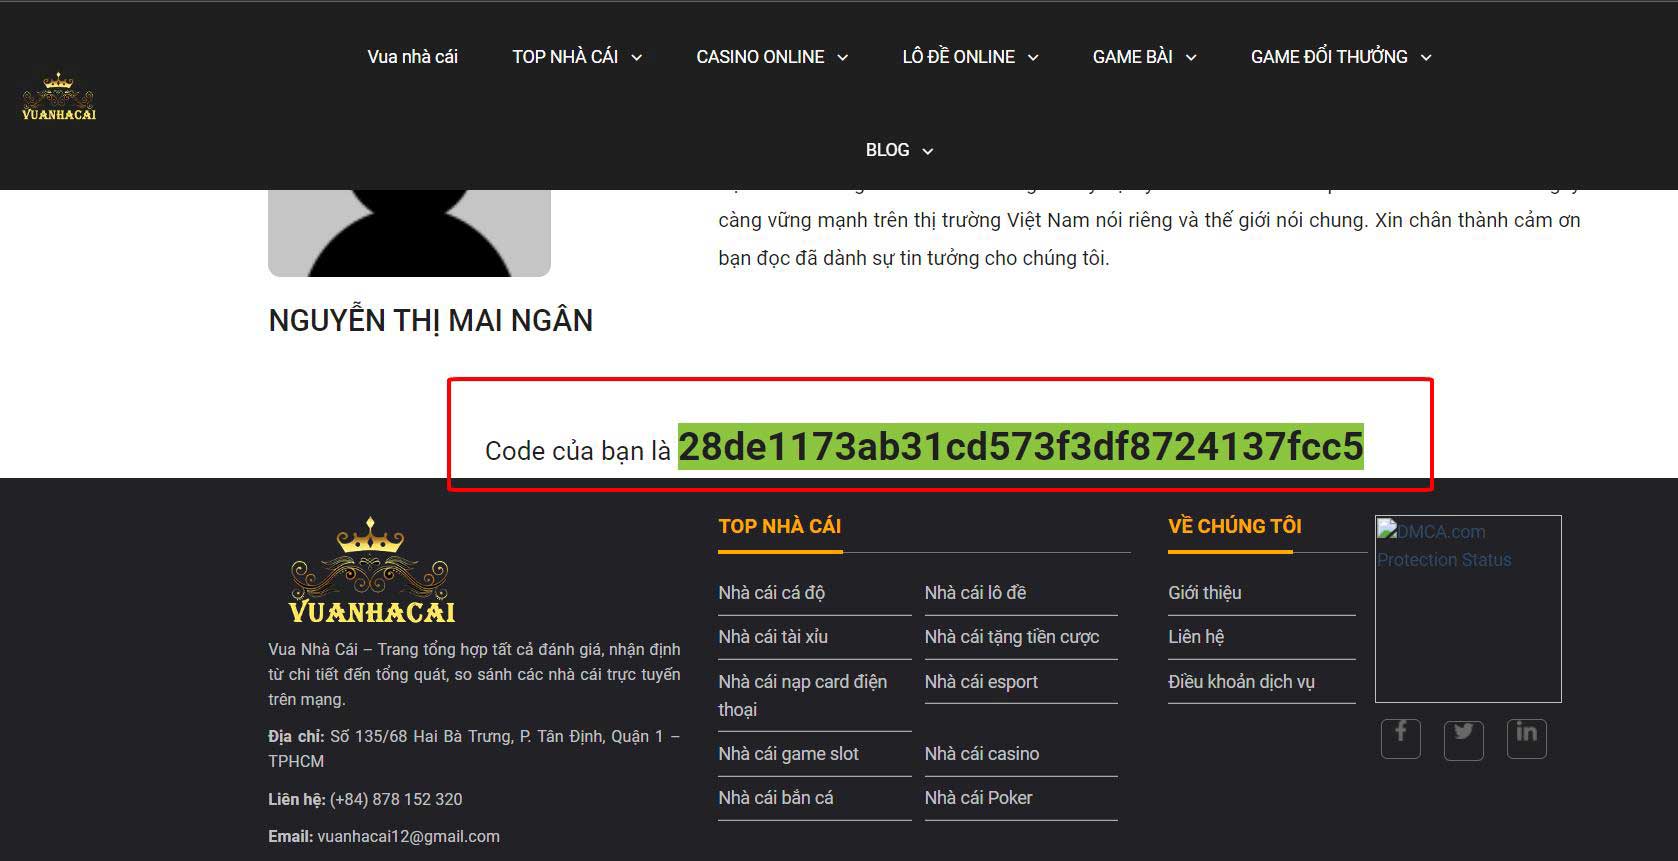 Vua nhà cái
TOP NHÀ CÁI
CASINO ONLINE
LÔ ĐỀ ONLINE
GAME BÀI
GAME ĐỔI THƯỞNG
VUANHACAI
BLOG
càng vững mạnh trên thị trường Việt Nam nói riêng và thế giới nói chung. Xin chân thành cảm ơn
bạn đọc đã dành sự tin tưởng cho chúng tôi.
NGUYỄN THỊ MAI NGÂN
Code của bạn là 28de1173ab31cd573f3df8724137fcc5
VUANHACAI
Vua Nhà Cái – Trang tổng hợp tất cả đánh giá, nhận định
từ chi tiết đến tổng quát, so sánh các nhà cái trực tuyến
trên mạng.
Địa chỉ: Số 135/68 Hai Bà Trưng, P. Tân Định, Quận 1 –
TPHCM
Liên hệ: (+84) 878 152 320
Email: vuanhacai12@gmail.com
TOP NHÀ CÁI
Nhà cái cá độ
Nhà cái lô đề
Nhà cái tài xỉu
Nhà cái tặng tiền cược
Nhà cái nạp card điện
thoại
Nhà cái esport
Nhà cái game slot
Nhà cái casino
Nhà cái bắn cá
Nhà cái Poker
VỀ CHÚNG TÔI
Giới thiệu
Liên hệ
Điều khoản dịch vụ
DMCA.com
Protection Status